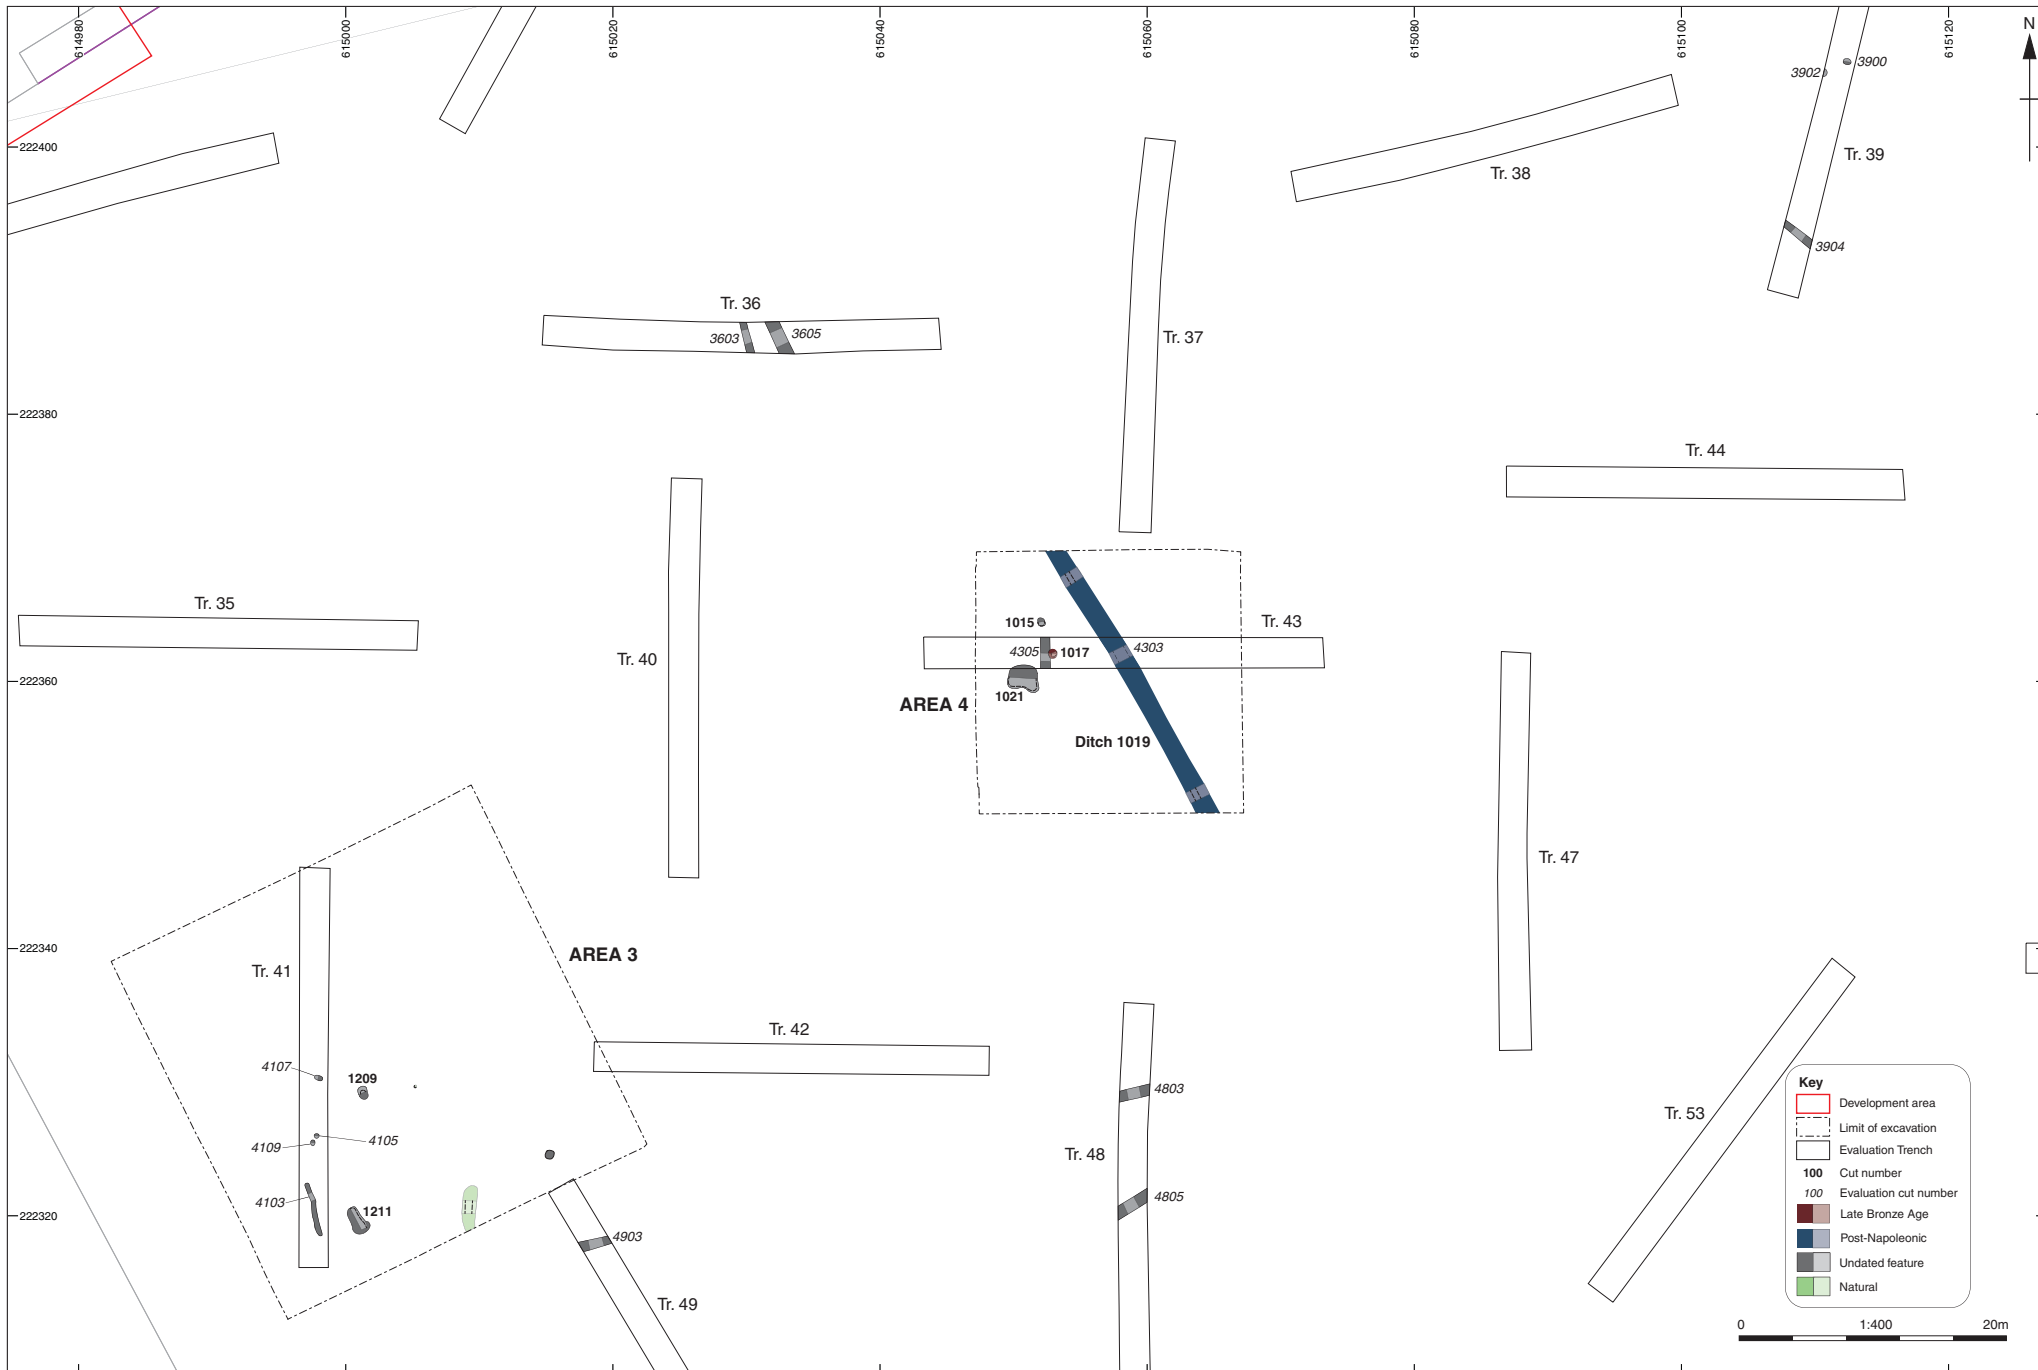 614980
615000
615020
615040
615060
615080
615100
615120
N
3902
3900
222400
Tr. 39
Tr. 38
3904
Tr. 36
3603
3605
Tr. 37
222380
Tr. 44
Tr. 35
1015
Tr. 43
Tr. 40
4305
1017
4303
222360
1021
AREA 4
Ditch 1019
Tr. 47
222340
AREA 3
Tr. 41
Tr. 42
4107
1209
4803
Tr. 53
4105
4109
Tr. 48
4103
1211
4805
222320
4903
Tr. 49
Key
Development area
Limit of excavation
Evaluation Trench
100 Cut number
100 Evaluation cut number
Late Bronze Age
Post-Napoleonic
Undated feature
Natural
0 1:400 20m